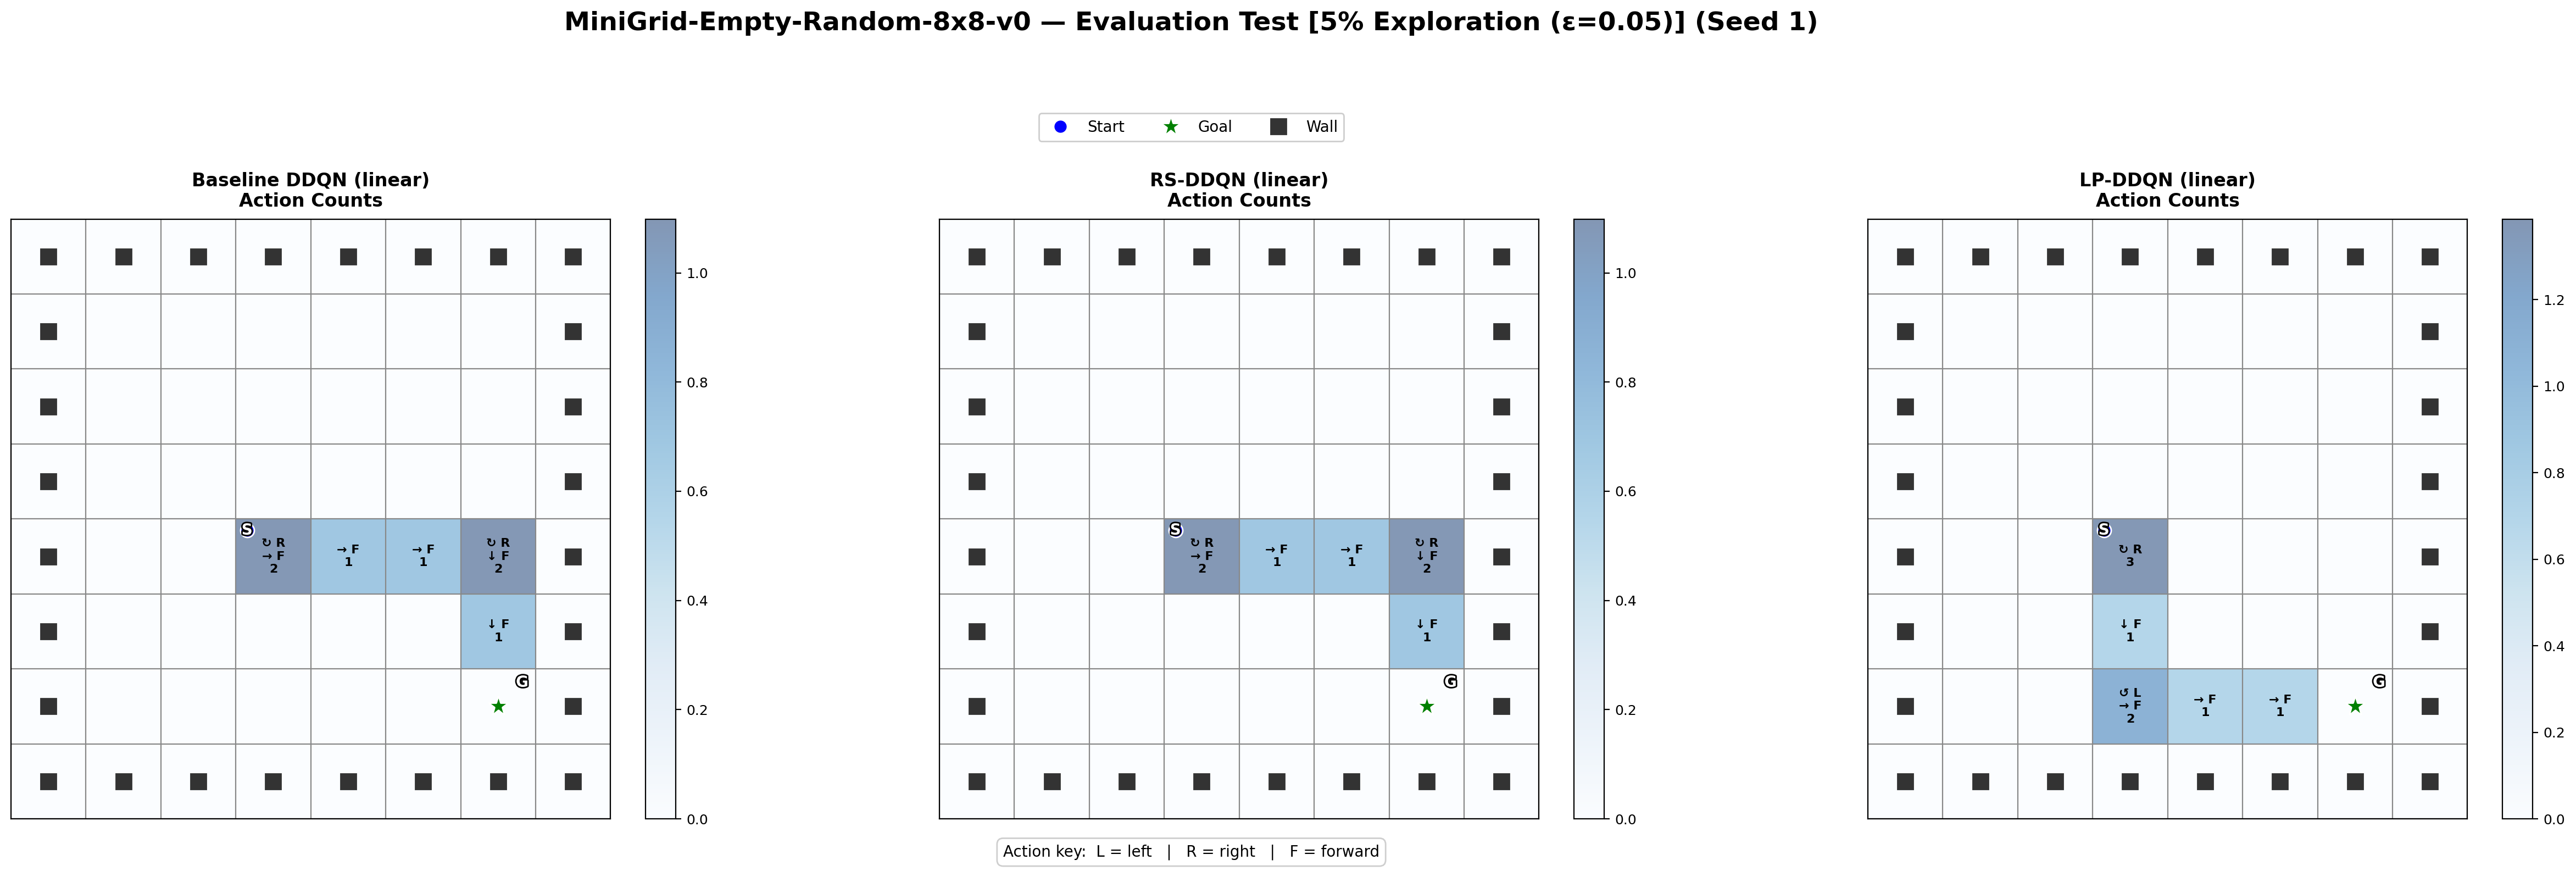 MiniGrid-Empty-Random-8x8-v0 — Evaluation Test [5% Exploration (ε=0.05)] (Seed 1)
Start Goal Wall
Baseline DDQN (linear)
Action Counts
S
↻ R
→ F
2
→ F
1
→ F
1
↻ R
↓ F
2
↓ F
1
G
1.0
0.8
0.6
0.4
0.2
0.0
RS-DDQN (linear)
Action Counts
S
↻ R
→ F
2
→ F
1
→ F
1
↻ R
↓ F
2
↓ F
1
G
1.0
0.8
0.6
0.4
0.2
0.0
LP-DDQN (linear)
Action Counts
S
↻ R
3
↓ F
1
↺ L
→ F
2
→ F
1
→ F
1
G
1.2
1.0
0.8
0.6
0.4
0.2
0.0
Action key: L = left | R = right | F = forward